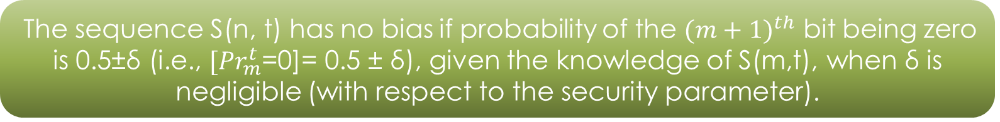 The sequence S(n, t) has no bias if probability of the $(m + 1)^{th}$ bit being zero
is 0.5±δ (i.e., [$Pr_m^t$=0]= 0.5 ± δ), given the knowledge of S(m,t), when δ is
negligible (with respect to the security parameter).